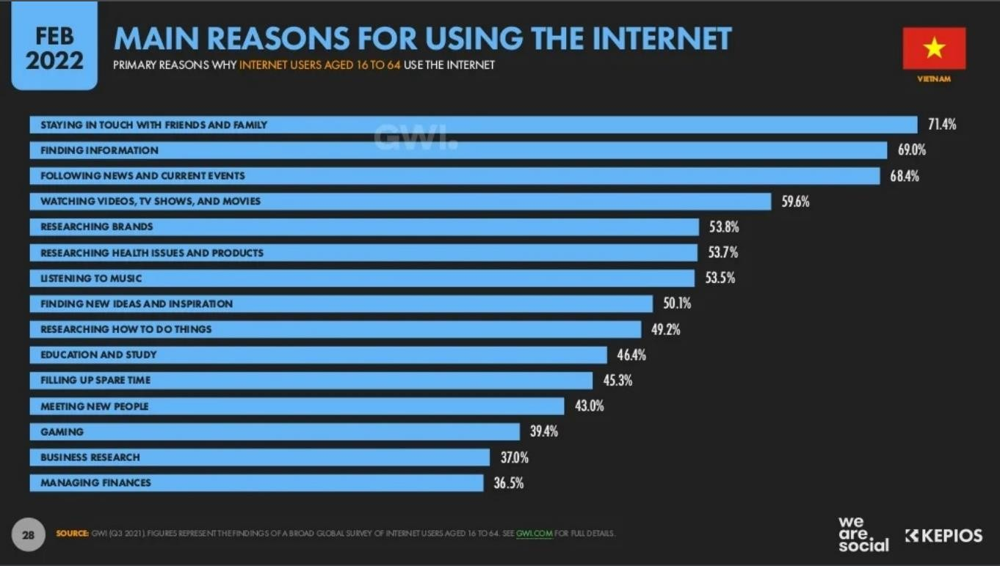 FEB
2022
MAIN REASONS FOR USING THE INTERNET
PRIMARY REASONS WHY INTERNET USERS AGED 16 TO 64 USE THE INTERNET
VIETNAM
STAYING IN TOUCH WITH FRIENDS AND FAMILY 71.4%
GWI.
FINDING INFORMATION 69.0%
FOLLOWING NEWS AND CURRENT EVENTS 68.4%
WATCHING VIDEOS, TV SHOWS, AND MOVIES 59.6%
RESEARCHING BRANDS 53.8%
RESEARCHING HEALTH ISSUES AND PRODUCTS 53.7%
LISTENING TO MUSIC 53.5%
FINDING NEW IDEAS AND INSPIRATION 50.1%
RESEARCHING HOW TO DO THINGS 49.2%
EDUCATION AND STUDY 46.4%
FILLING UP SPARE TIME 45.3%
MEETING NEW PEOPLE 43.0%
GAMING 39.4%
BUSINESS RESEARCH 37.0%
MANAGING FINANCES 36.5%
28
SOURCE: GWI (Q3 2021). FIGURES REPRESENT THE FINDINGS OF A BROAD GLOBAL SURVEY OF INTERNET USERS AGED 16 TO 64. SEE GWI.COM FOR FULL DETAILS.
we
are.
social
KEPIOS